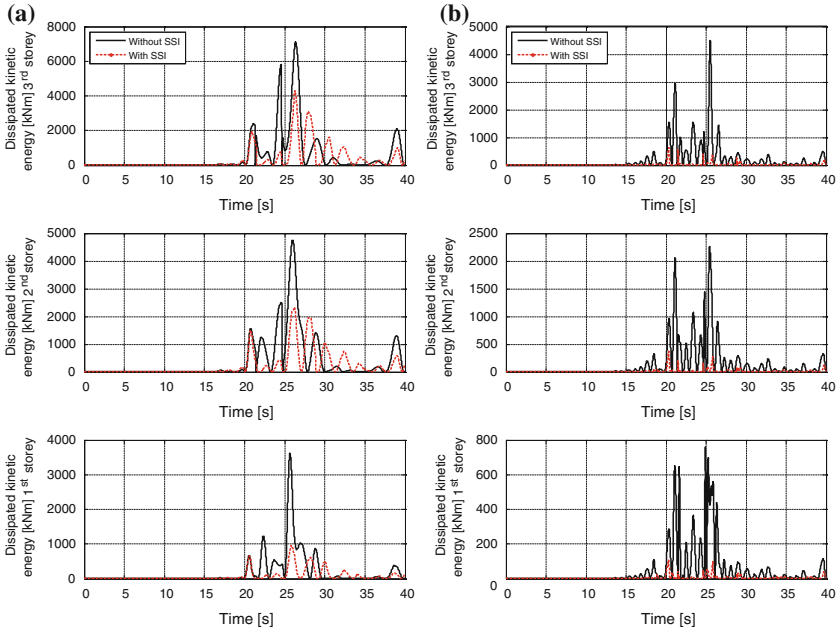 (a)
Dissipated kinetic
energy [kNm] 3rd storey
8000
6000
4000
2000
0
Without SSI
With SSI
0 5 10 15 20 25 30 35 40
Time [s]
Dissipated kinetic
energy [kNm] 2nd storey
5000
4000
3000
2000
1000
0
0 5 10 15 20 25 30 35 40
Time [s]
Dissipated kinetic
energy [kNm] 1st storey
4000
3000
2000
1000
0
0 5 10 15 20 25 30 35 40
Time [s]
(b)
Dissipated kinetic
energy [kNm] 3rd storey
5000
4000
3000
2000
1000
0
Without SSI
With SSI
0 5 10 15 20 25 30 35 40
Time [s]
Dissipated kinetic
energy [kNm] 2nd storey
2500
2000
1500
1000
500
0
0 5 10 15 20 25 30 35 40
Time [s]
Dissipated kinetic
energy [kNm] 1st storey
800
600
400
200
0
0 5 10 15 20 25 30 35 40
Time [s]